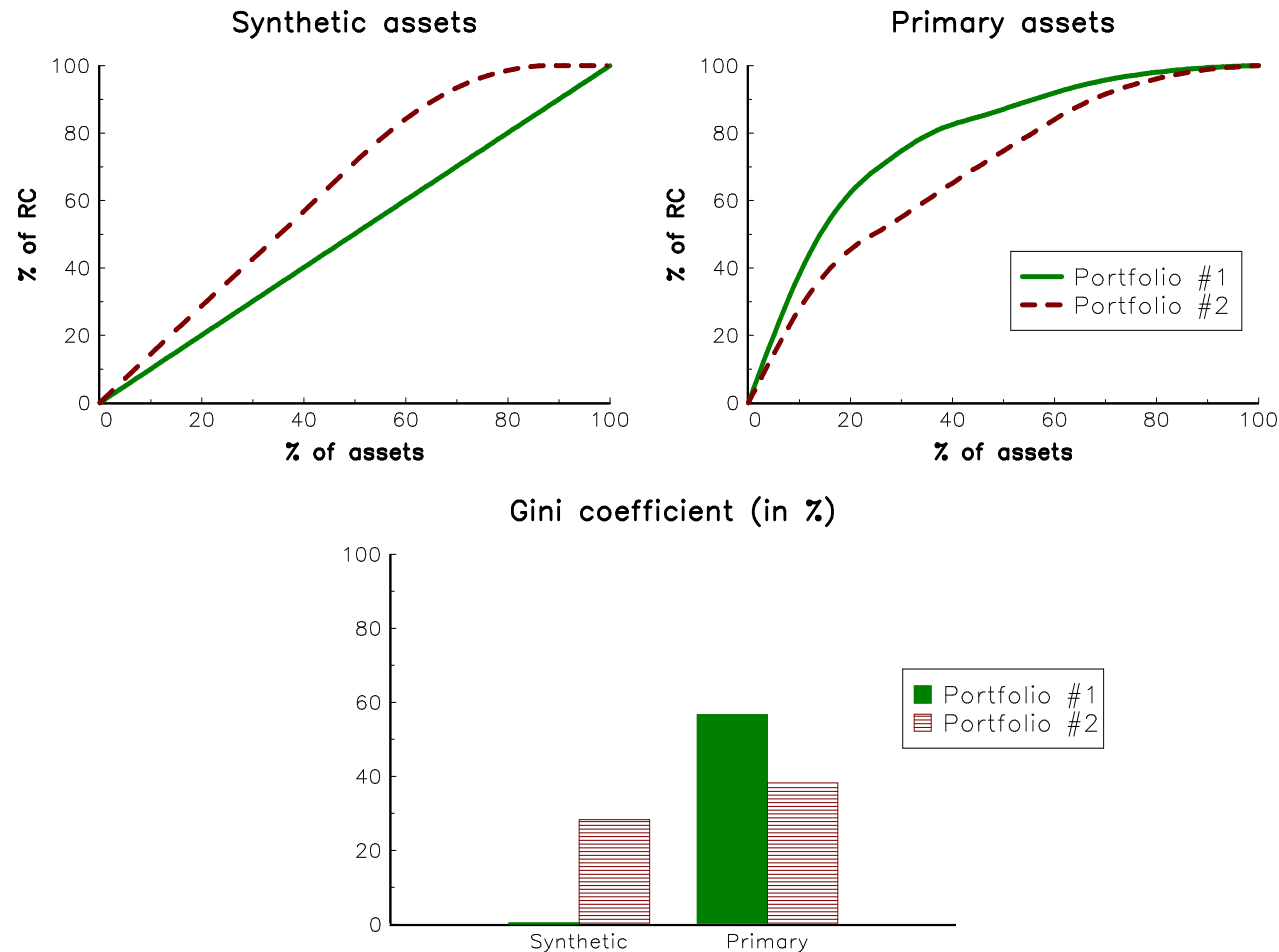 Synthetic assets
100
80
60
40
20
0
% of RC
0 20 40 60 80 100
% of assets
Primary assets
100
80
60
40
20
0
% of RC
Portfolio #1
Portfolio #2
0 20 40 60 80 100
% of assets
Gini coefficient (in %)
100
80
60
40
20
0
Portfolio #1
Portfolio #2
Synthetic Primary